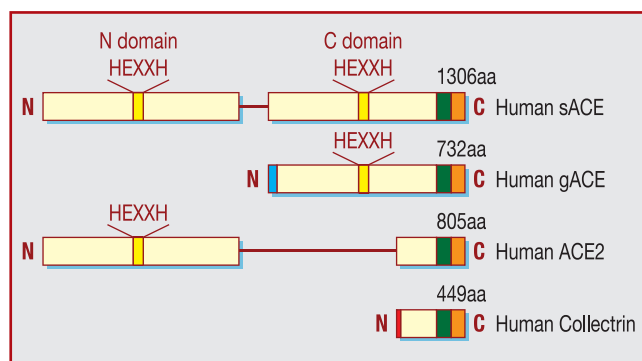 N domain C domain
HEXXH HEXXH
1306aa
N C Human sACE
HEXXH
732aa
N C Human gACE
HEXXH
805aa
N C Human ACE2
449aa
N C Human Collectrin